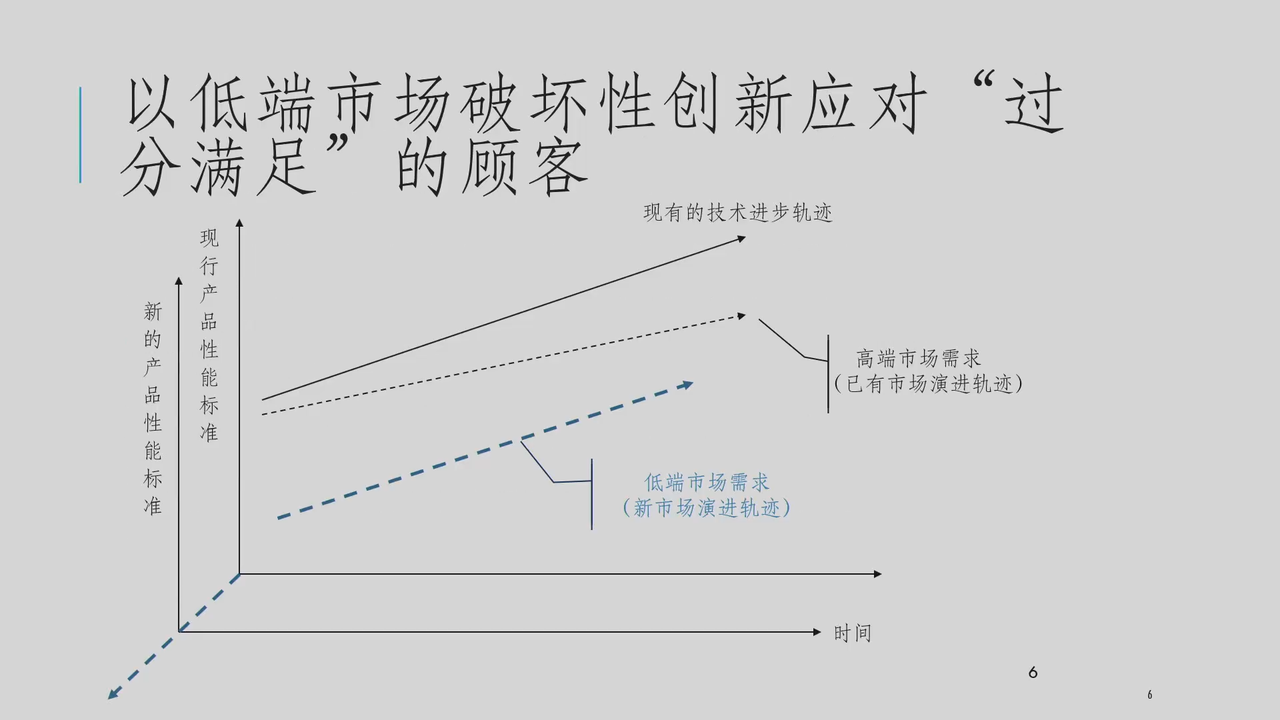 以低端市场破坏性创新应对“过
分满足”的顾客
现有的技术进步轨迹
现行产品性能标准
新的产品性能标准
高端市场需求
（已有市场演进轨迹）
低端市场需求
（新市场演进轨迹）
时间
6
6